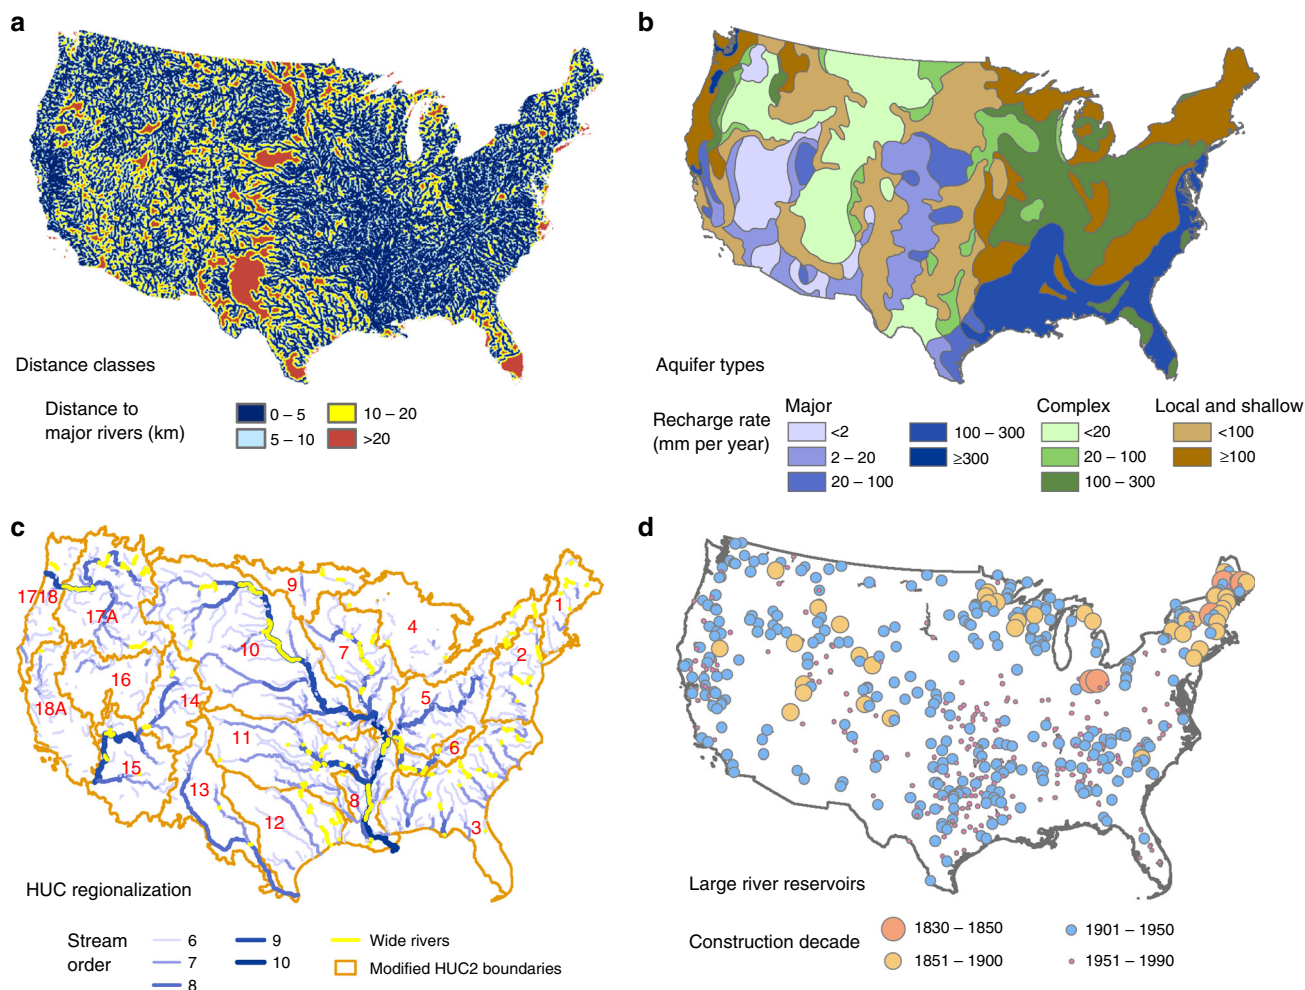 a
Distance classes
Distance to
major rivers (km)
0 – 5
5 – 10
10 – 20
>20
b
Aquifer types
Recharge rate
(mm per year)
Major
<2
2 – 20
20 – 100
100 – 300
≥300
Complex
<20
20 – 100
100 – 300
Local and shallow
<100
≥100
c
1718
17A
9
1
4
2
10
7
16
14
5
18A
11
6
15
13
8
12
3
HUC regionalization
Stream
order
6
7
8
9
10
Wide rivers
Modified HUC2 boundaries
d
Large river reservoirs
Construction decade
1830 – 1850
1851 – 1900
1901 – 1950
1951 – 1990